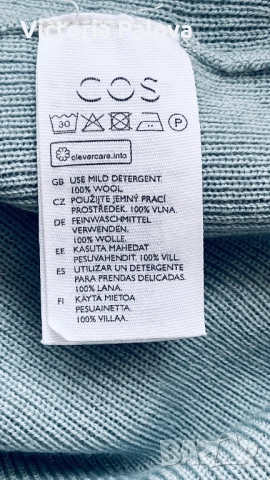 Victoria Palova
COS
30 P
clevercare.info
GB USE MILD DETERGENT.
100% WOOL.
CZ POUŽIJTE JEMNÝ PRACÍ
PROSTŘEDEK. 100% VLNA.
DE FEINWASCHMITTEL
VERWENDEN.
100% WOLLE.
EE KASUTA MAHEDAT
PESUVAHENDIT. 100% VILL.
ES UTILIZAR UN DETERGENTE
PARA PRENDAS DELICADAS.
100% LANA.
FI KÄYTÄ MIETOA
PESUAINETTA.
100% VILLAA.